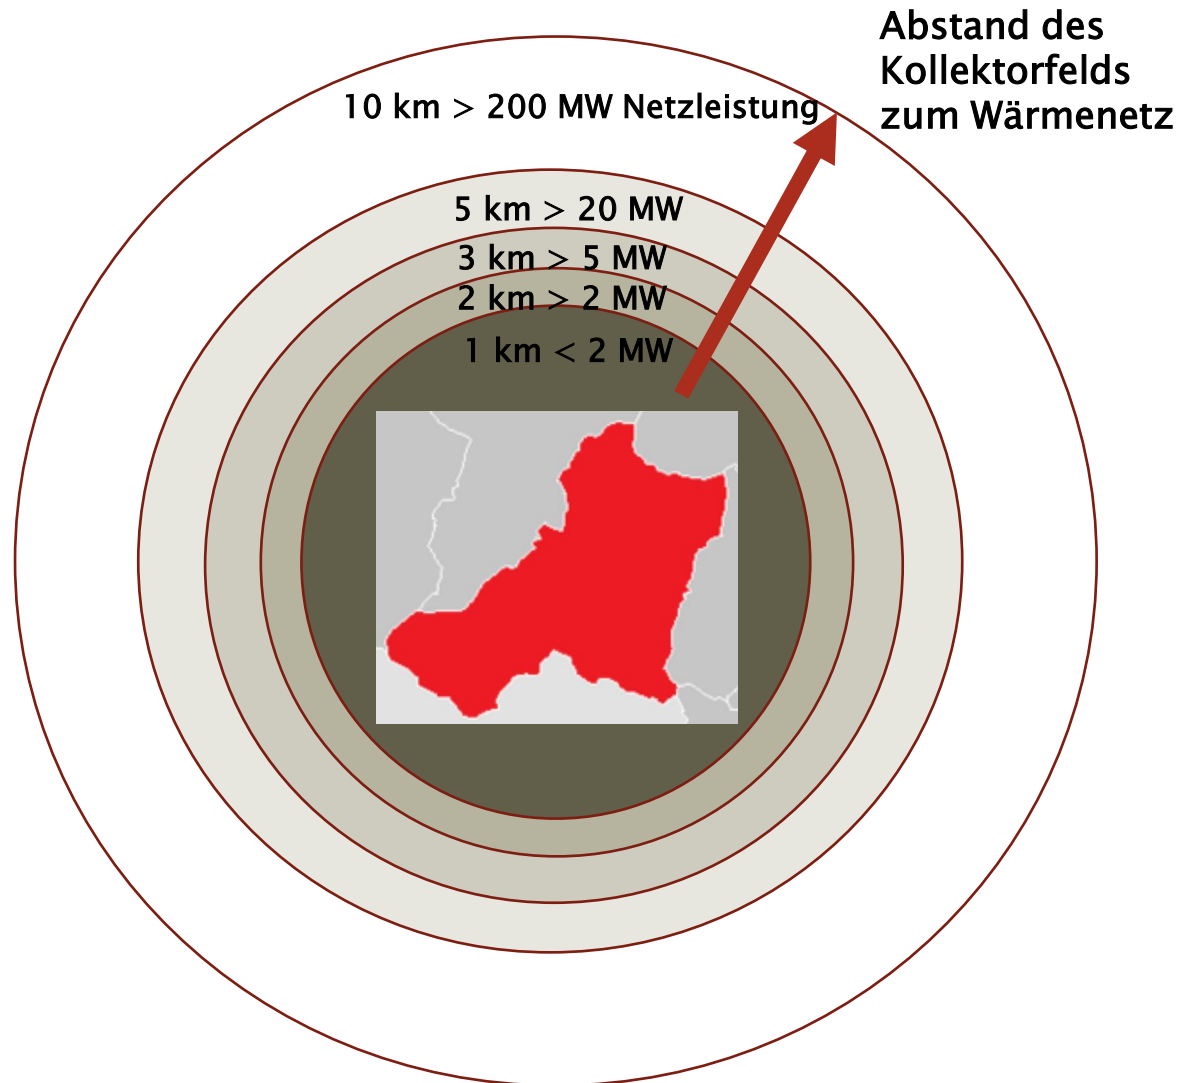 Abstand des
Kollektorfelds
zum Wärmenetz
10 km > 200 MW Netzleistung
5 km > 20 MW
3 km > 5 MW
2 km > 2 MW
1 km < 2 MW